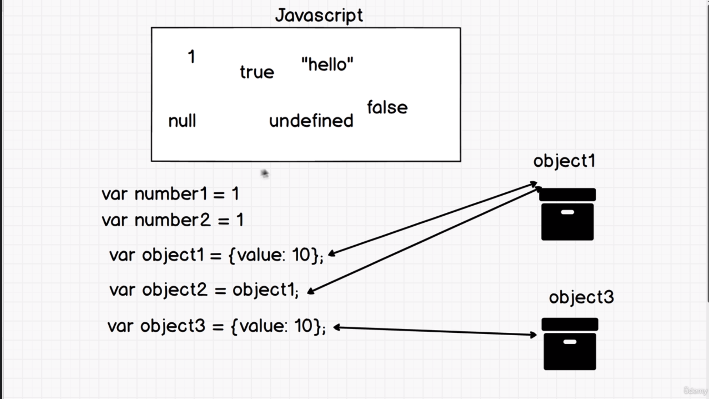 Javascript
1
true
"hello"
null
undefined
false
object1
var number1 = 1
var number2 = 1
var object1 = {value: 10};
var object2 = object1;
object3
var object3 = {value: 10};
Udemy